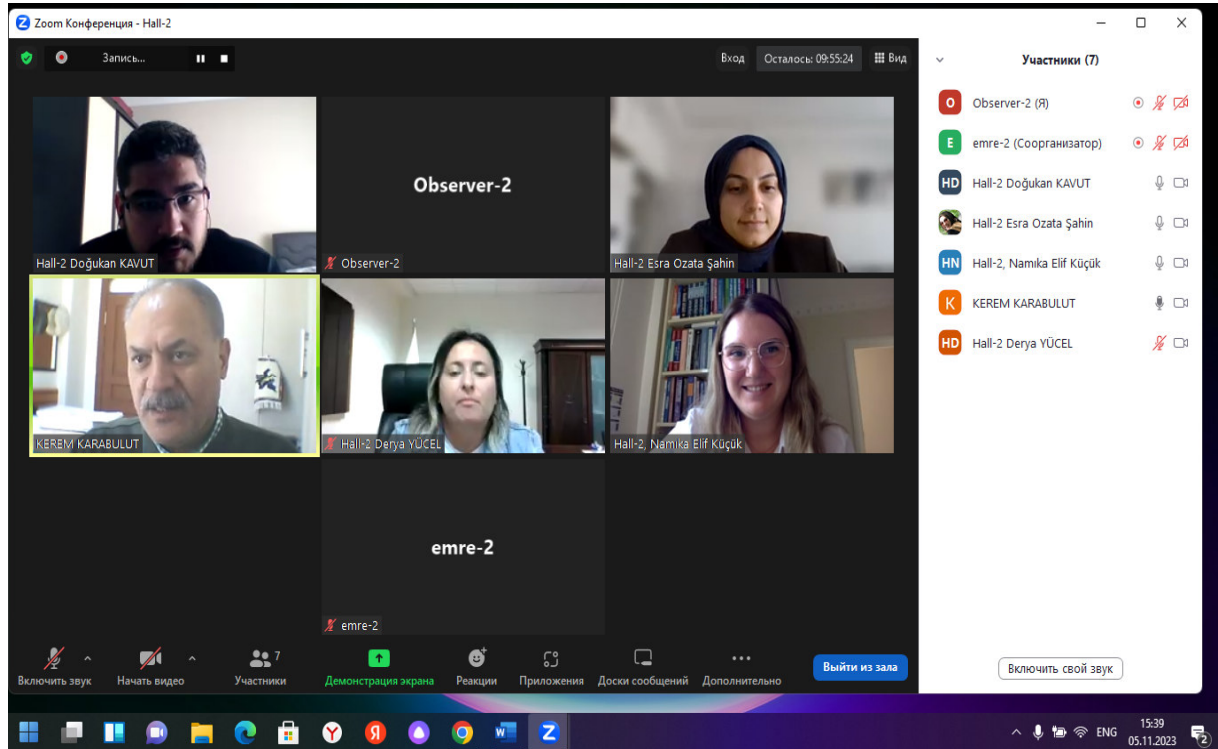 Zoom Конференция - Hall-2
Запись...
Вход
Осталось: 09:55:24
Вид
Hall-2 Doğukan KAVUT
Observer-2
Observer-2
Hall-2 Esra Ozata Şahin
KEREM KARABULUT
Hall-2 Derya YÜCEL
Hall-2, Namıka Elif Küçük
emre-2
emre-2
Включить звук
Начать видео
7
Участники
Демонстрация экрана
Реакции
Приложения
Доски сообщений
Дополнительно
Выйти из зала
Участники (7)
O Observer-2 (Я)
E emre-2 (Соорганизатор)
HD Hall-2 Doğukan KAVUT
Hall-2 Esra Ozata Şahin
HN Hall-2, Namıka Elif Küçük
K KEREM KARABULUT
HD Hall-2 Derya YÜCEL
Включить свой звук
ENG
15:39
05.11.2023
2